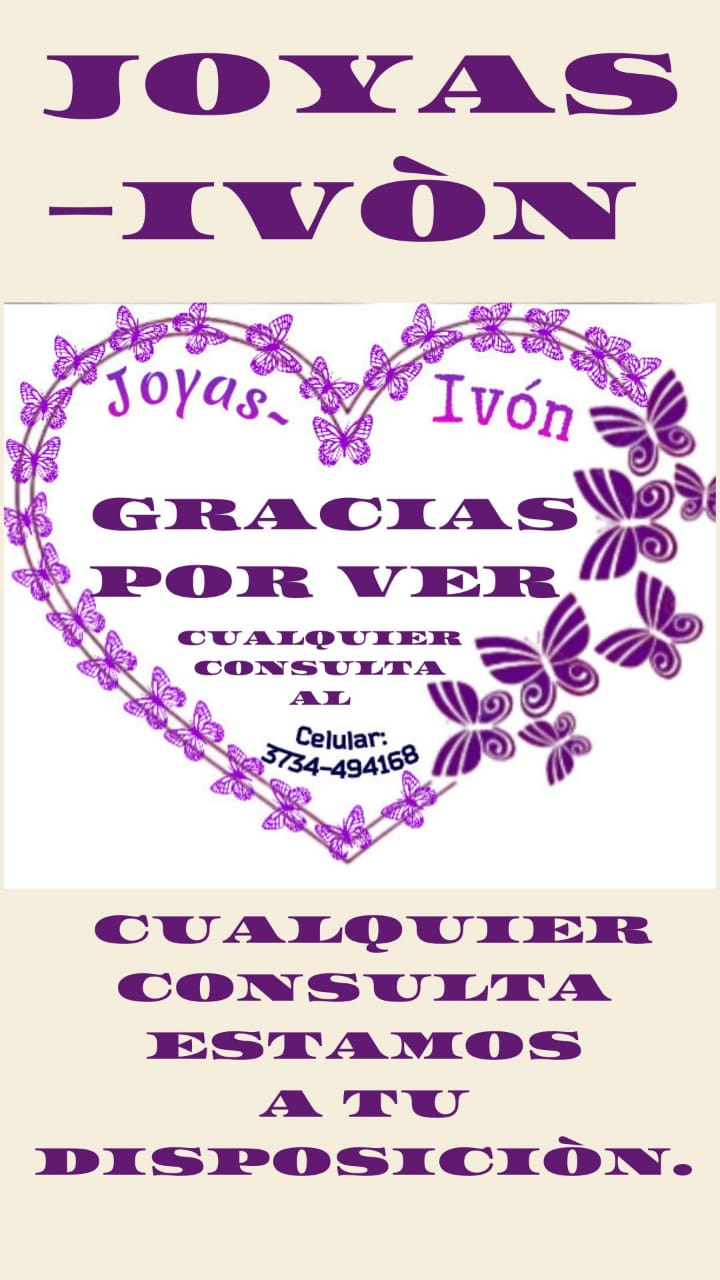 JOYAS
-IVÒN
Joyas- Ivón
GRACIAS
POR VER
CUALQUIER
CONSULTA
AL
Celular:
3734-494168
CUALQUIER
CONSULTA
ESTAMOS
A TU
DISPOSICIÒN.